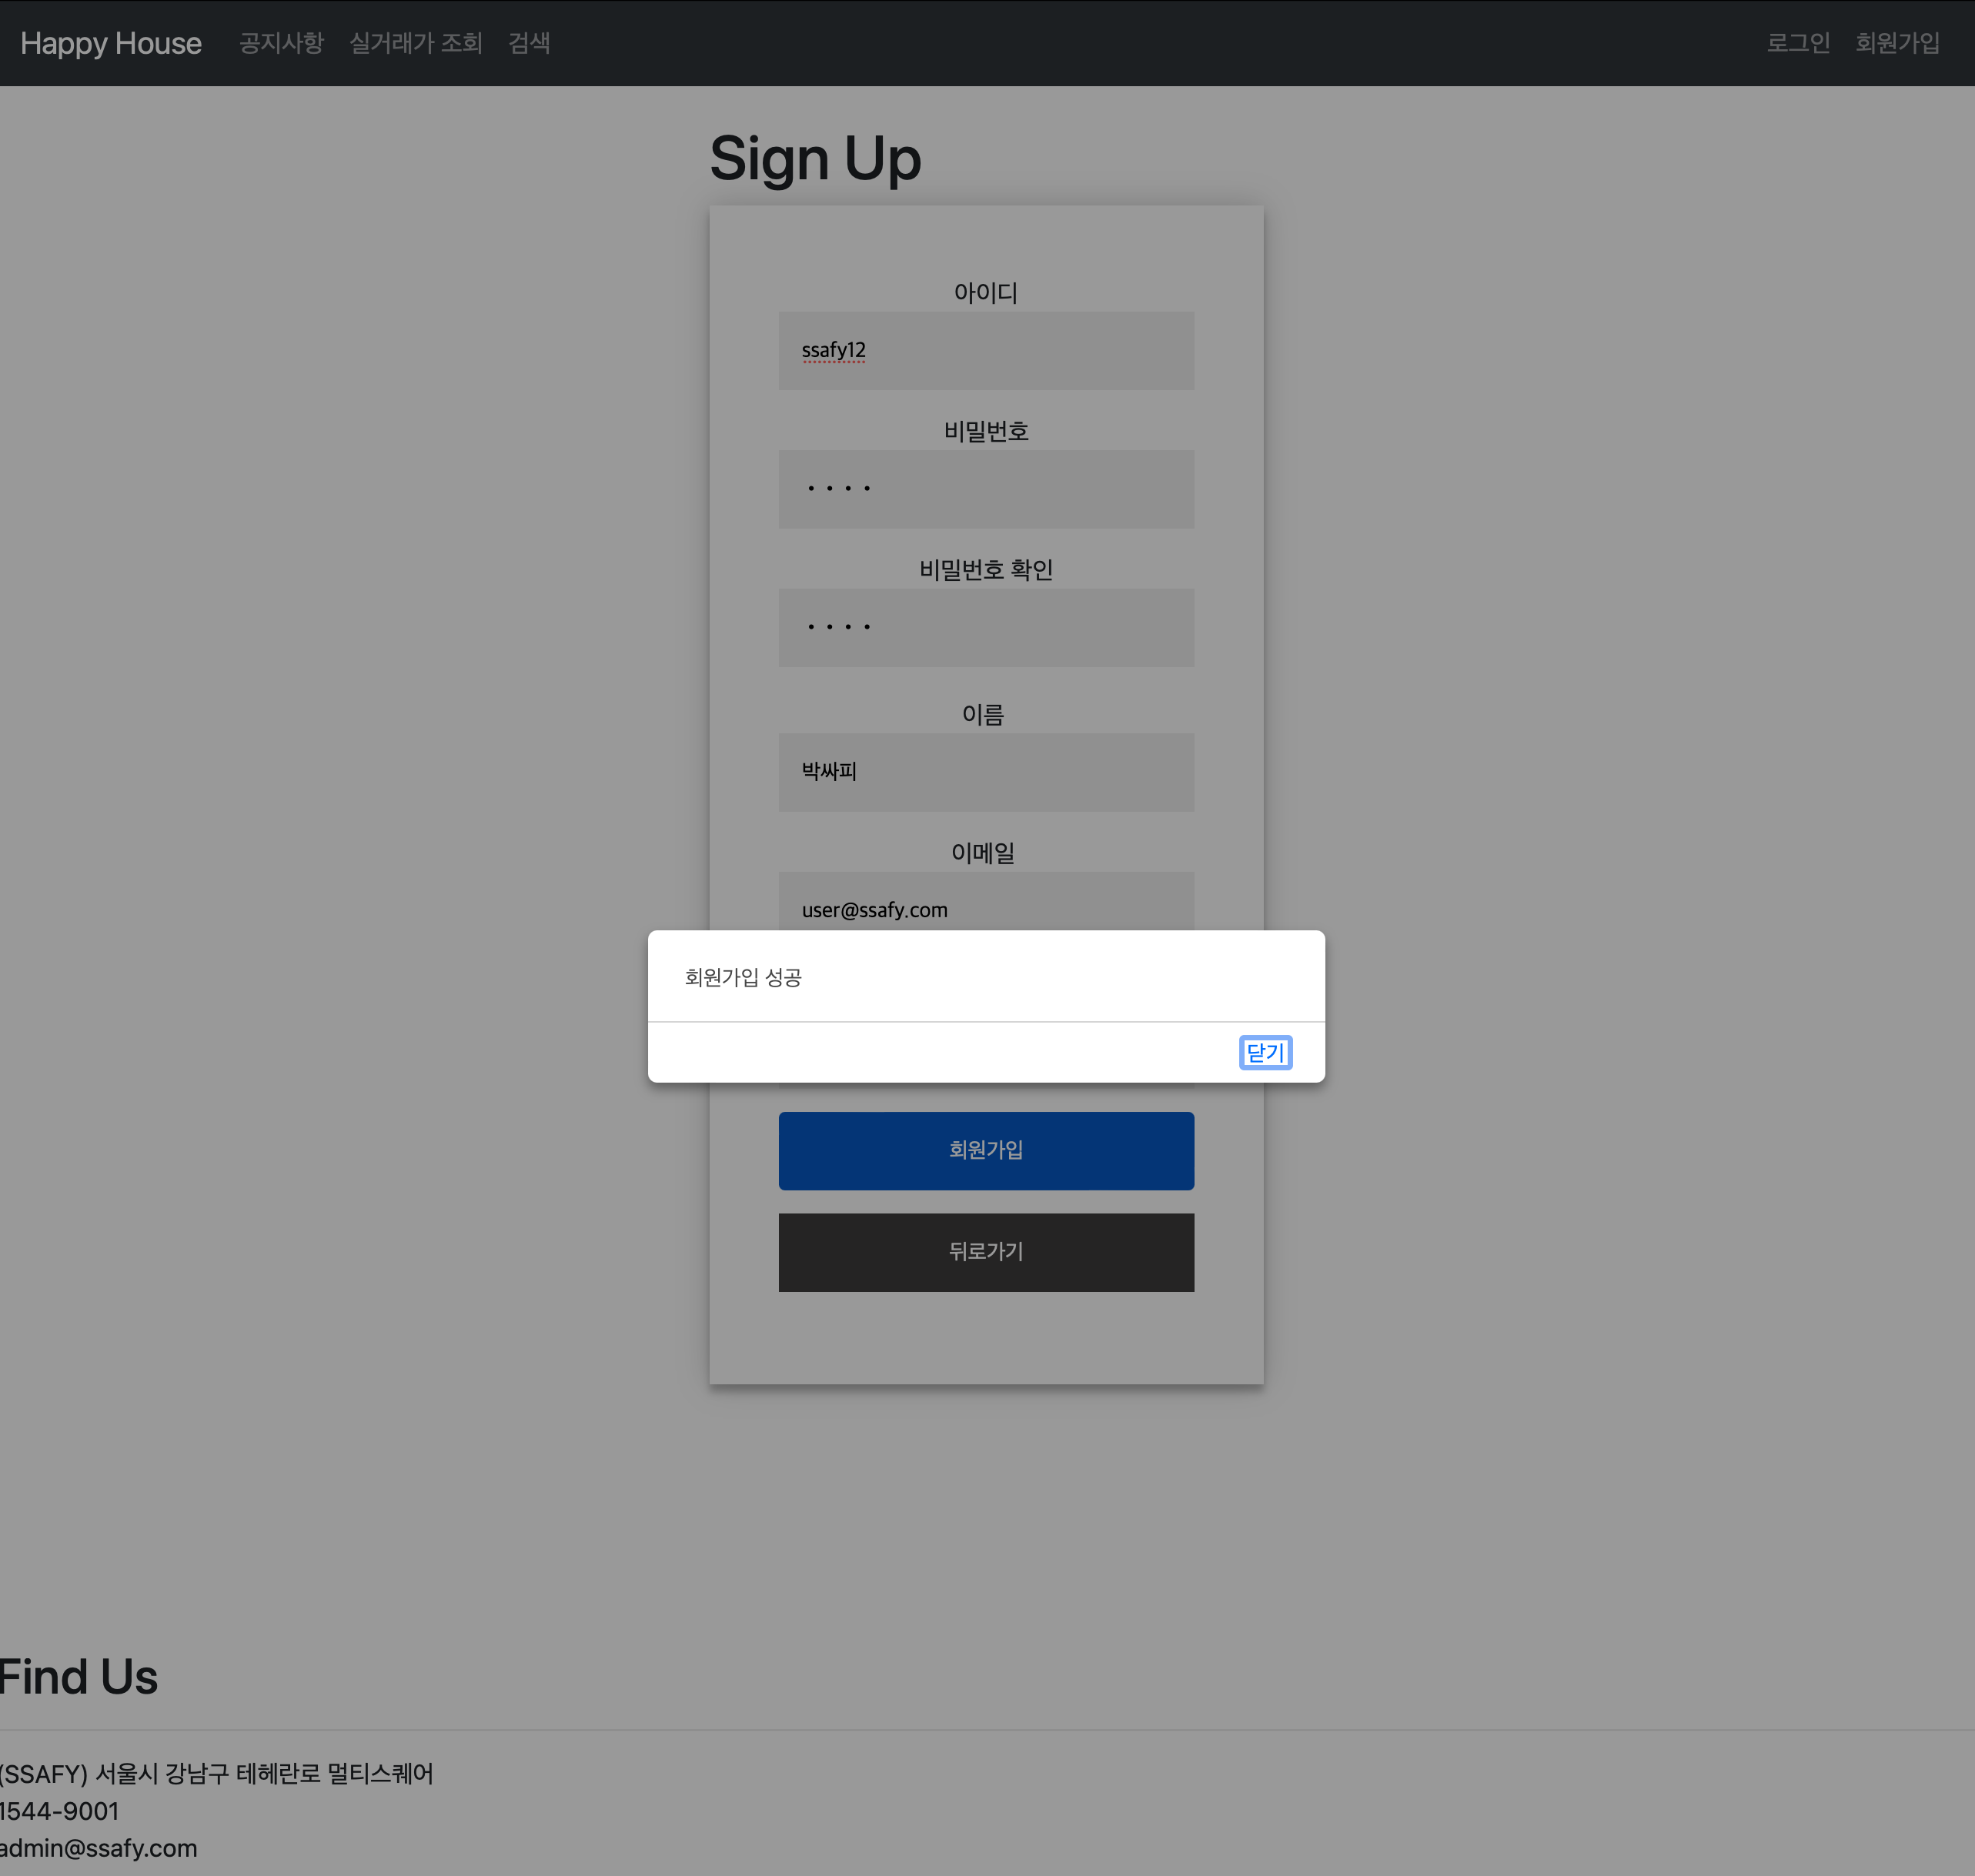 Happy House 공지사항 실거래가 조회 검색 로그인 회원가입
Sign Up
아이디
ssafy12
비밀번호
••••
비밀번호 확인
••••
이름
박싸피
이메일
user@ssafy.com
회원가입 성공
닫기
회원가입
뒤로가기
Find Us
(SSAFY) 서울시 강남구 테헤란로 멀티스퀘어
1544-9001
admin@ssafy.com